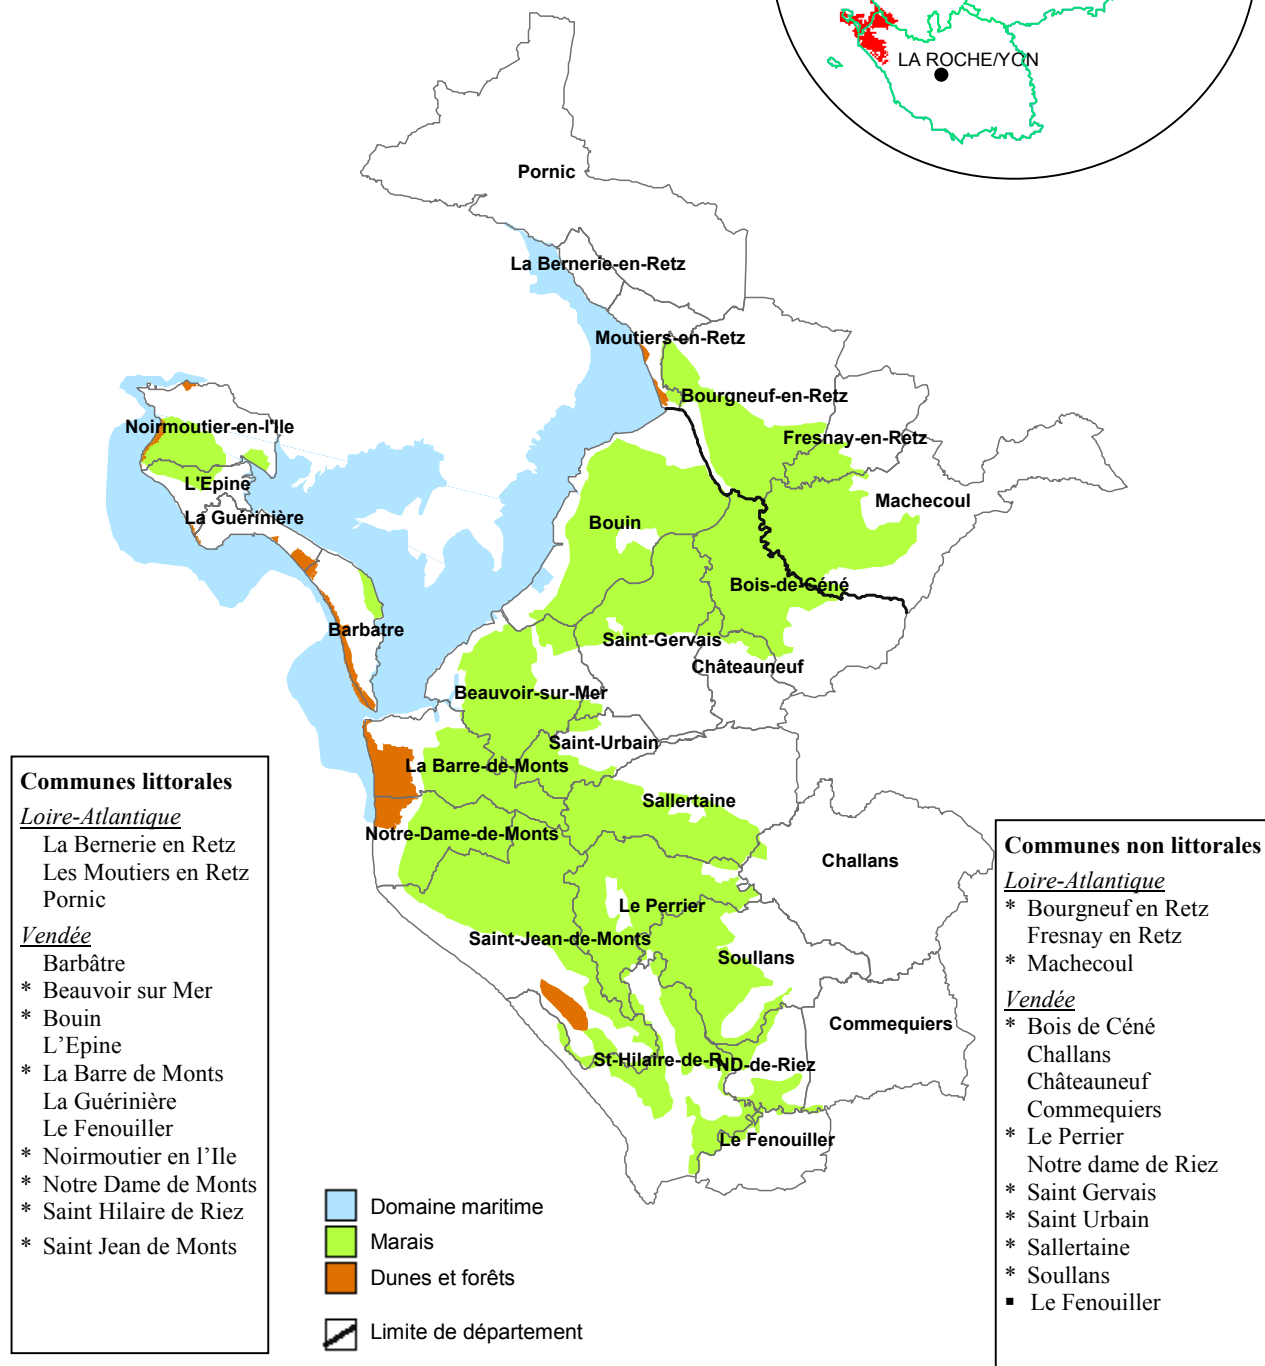 LA ROCHE/YON
Pornic
La Bernerie-en-Retz
Moutiers-en-Retz
Bourgneuf-en-Retz
Noirmoutier-en-l'Ile
Fresnay-en-Retz
L'Epine
Machecoul
La Guérinière
Bouin
Bois-de-Céné
Barbatre
Saint-Gervais
Châteauneuf
Beauvoir-sur-Mer
Saint-Urbain
La Barre-de-Monts
Sallertaine
Notre-Dame-de-Monts
Challans
Le Perrier
Saint-Jean-de-Monts
Soullans
Commequiers
St-Hilaire-de-R
ND-de-Riez
Le Fenouiller
Communes littorales
Loire-Atlantique
La Bernerie en Retz
Les Moutiers en Retz
Pornic
Vendée
Barbâtre
* Beauvoir sur Mer
* Bouin
L’Epine
* La Barre de Monts
La Guérinière
Le Fenouiller
* Noirmoutier en l’Ile
* Notre Dame de Monts
* Saint Hilaire de Riez
* Saint Jean de Monts
Domaine maritime
Marais
Dunes et forêts
Limite de département
Communes non littorales
Loire-Atlantique
* Bourgneuf en Retz
Fresnay en Retz
* Machecoul
Vendée
* Bois de Céné
Challans
Châteauneuf
Commequiers
* Le Perrier
Notre dame de Riez
* Saint Gervais
* Saint Urbain
* Sallertaine
* Soullans
▪ Le Fenouiller